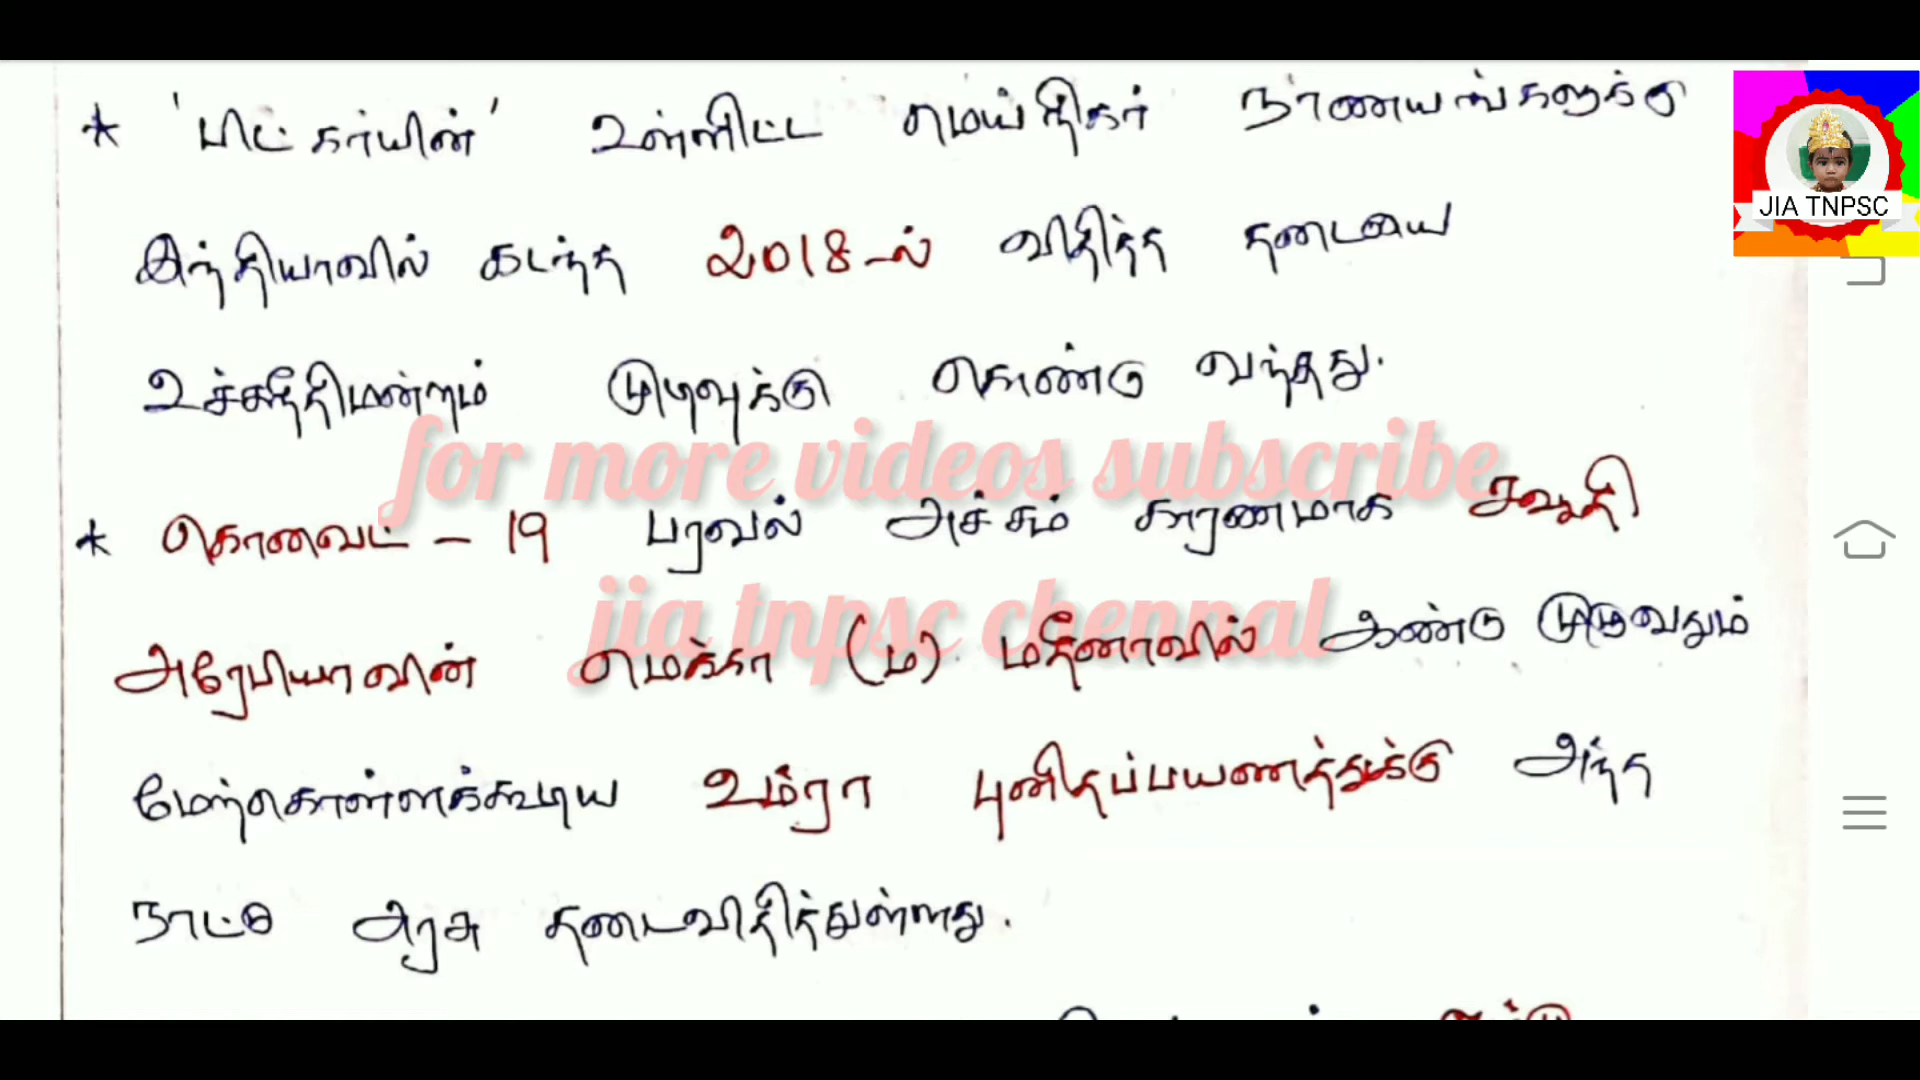 * 'பிட்காயின்' உள்ளிட்ட மெய்நிகர் நாணயங்களுக்கு
JIA TNPSC
இந்தியாவில் கடந்த 2018-ல் விதித்த தடையை
உச்சநீதிமன்றம் முடிவுக்கு கொண்டு வந்தது.
for more videos subscribe
* கொவைட் - 19 பரவல் அச்சம் காரணமாக சவூதி
jia tnpsc chennal
அரேபியாவின் மெக்கா (ம) மதீனாவில் ஆண்டு முழுவதும்
மேற்கொள்ளக்கூடிய உம்ரா புனிதப்பயணத்துக்கு அந்த
நாட்டு அரசு தடைவிதித்துள்ளது.